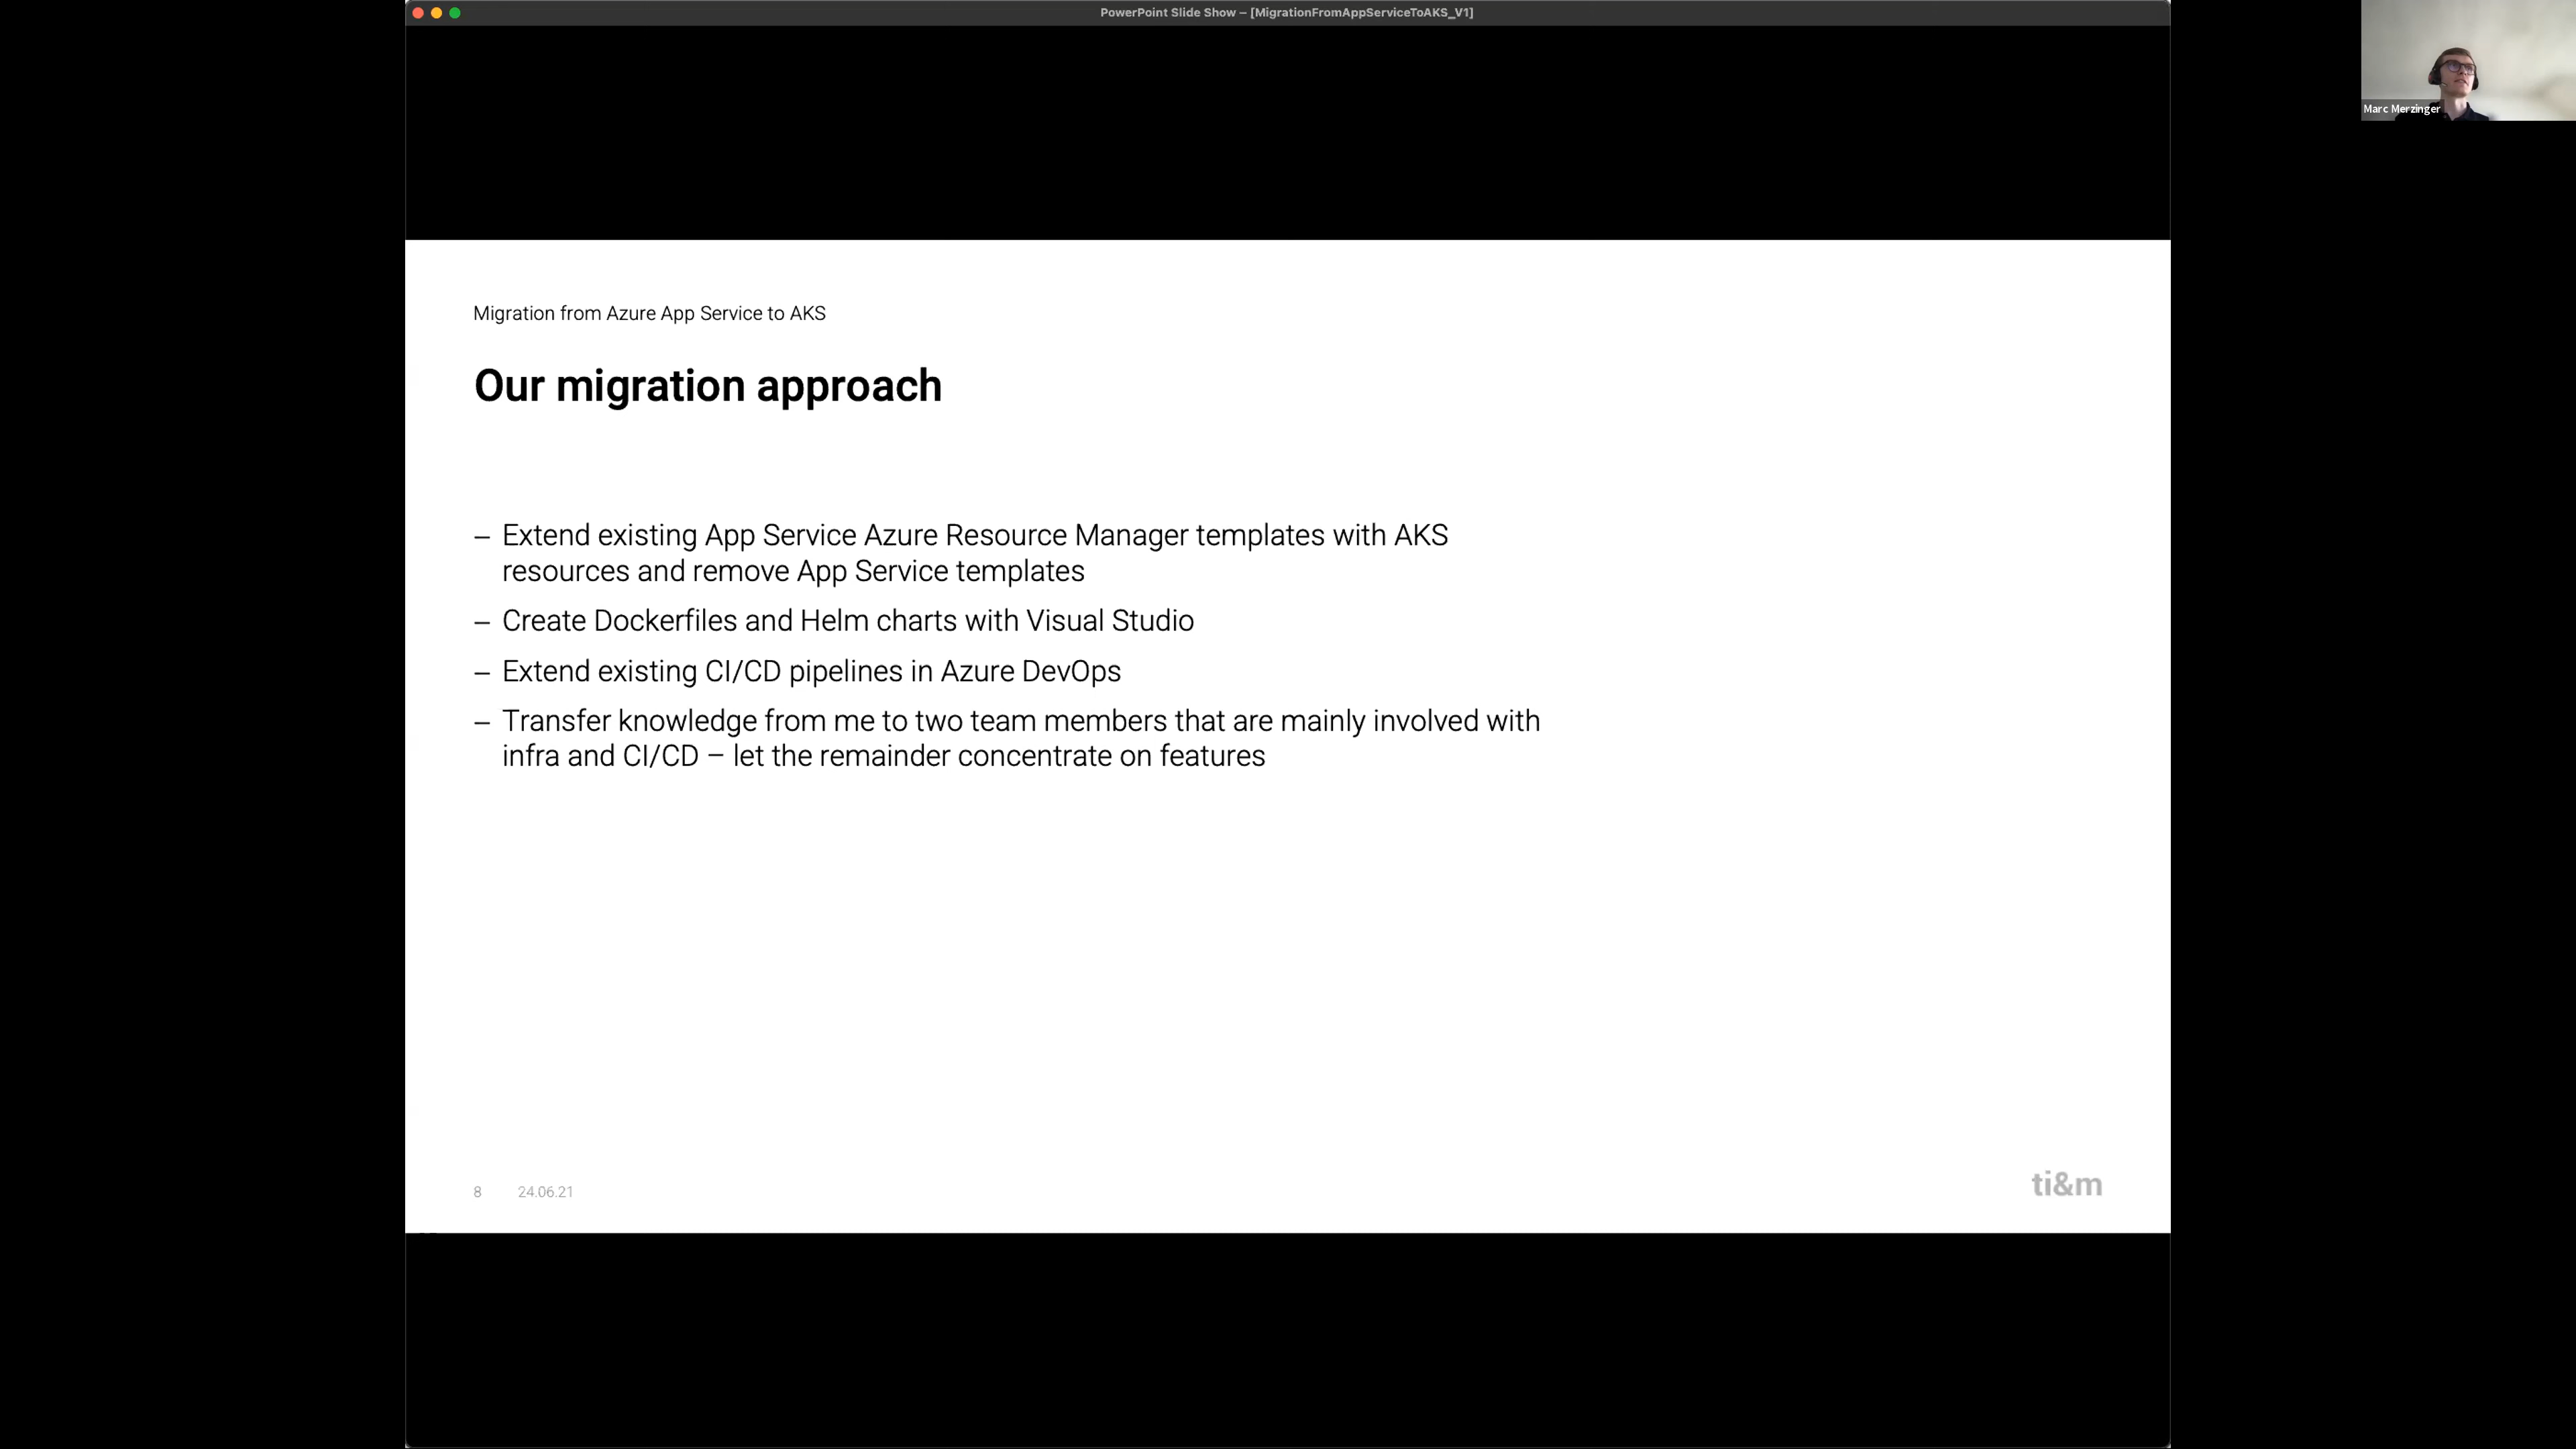 PowerPoint Slide Show – [MigrationFromAppServiceToAKS_V1]
Marc Merzinger
Migration from Azure App Service to AKS
Our migration approach
– Extend existing App Service Azure Resource Manager templates with AKS
resources and remove App Service templates
– Create Dockerfiles and Helm charts with Visual Studio
– Extend existing CI/CD pipelines in Azure DevOps
– Transfer knowledge from me to two team members that are mainly involved with
infra and CI/CD – let the remainder concentrate on features
8 24.06.21
ti&m